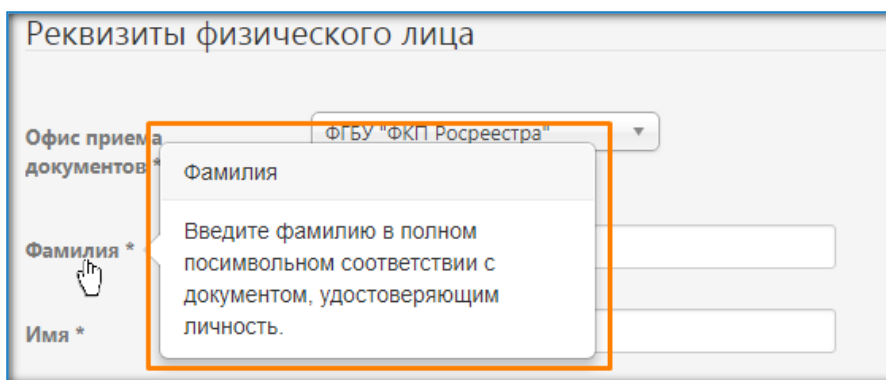 Реквизиты физического лица
Офис приема
документов *
ФГБУ "ФКП Росреестра"
Фамилия *
Фамилия
Введите фамилию в полном
посимвольном соответствии с
документом, удостоверяющим
личность.
Имя *